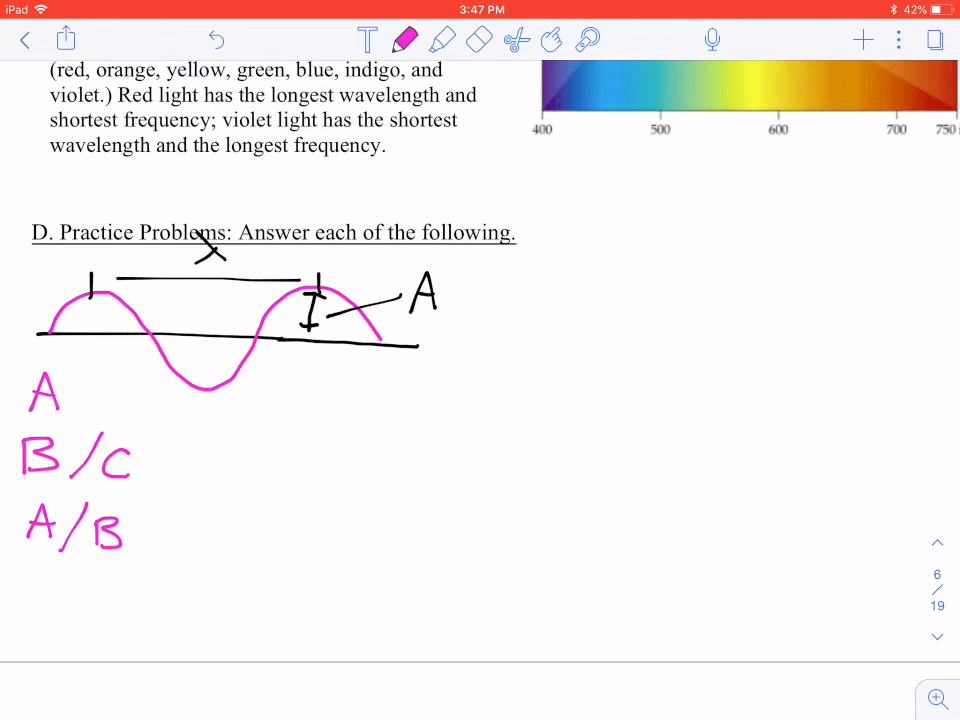 iPad 3:47 PM 42%
T
(red, orange, yellow, green, blue, indigo, and
violet.) Red light has the longest wavelength and
shortest frequency; violet light has the shortest
wavelength and the longest frequency.
400 500 600 700 750
D. Practice Problems: Answer each of the following.
λ
A
A
B/C
A/B
6
/
19